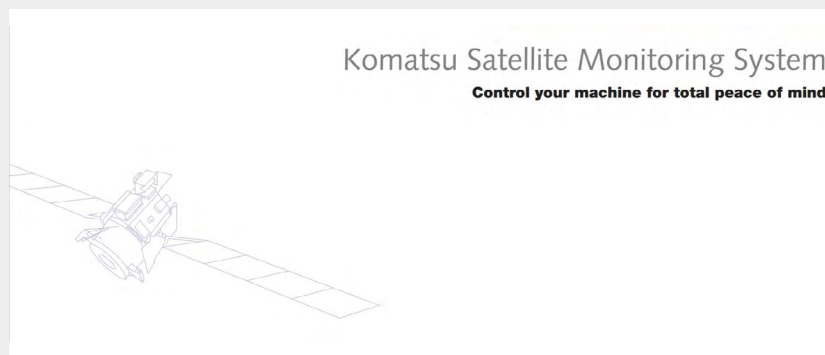 Komatsu Satellite Monitoring System
Control your machine for total peace of mind